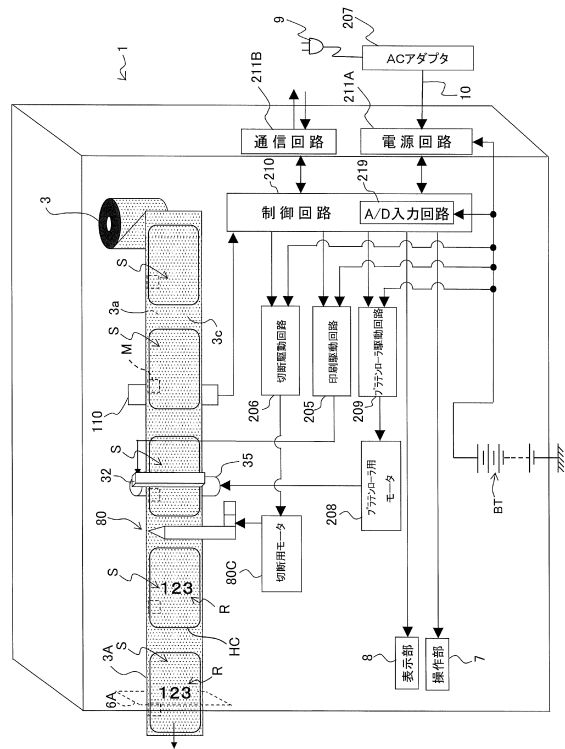 9
207
ACアダプタ
1
211B
211A
10
通信回路
電源回路
210
219
制御回路
A/D入力回路
3
S
3a
3c
S
M
110
切断駆動回路
印刷駆動回路
プラテンローラ駆動回路
206
205
209
S
32
35
プラテンローラ用
モータ
208
BT
80
切断用モータ
80C
S
123
R
HC
3A
S
123
R
6A
8
表示部
操作部
7